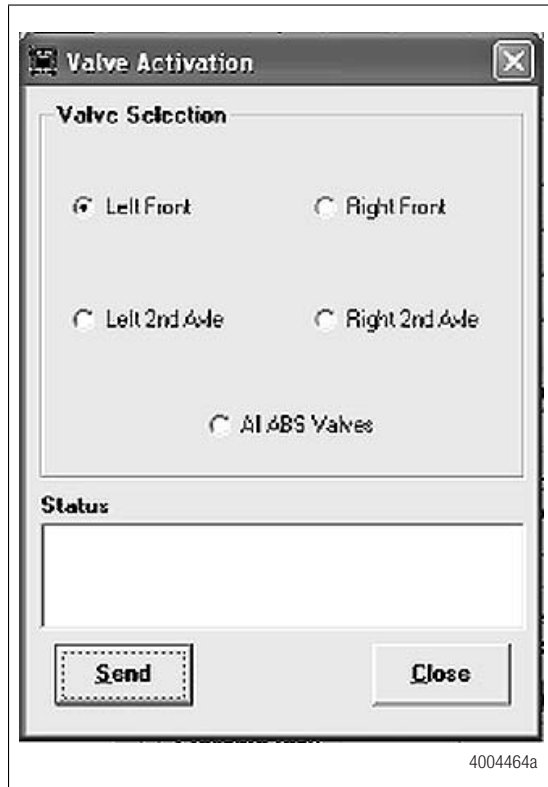 Valve Activation
Valve Selection
Left Front
Right Front
Left 2nd Axle
Right 2nd Axle
All ABS Valves
Status
Send
Close
4004464a